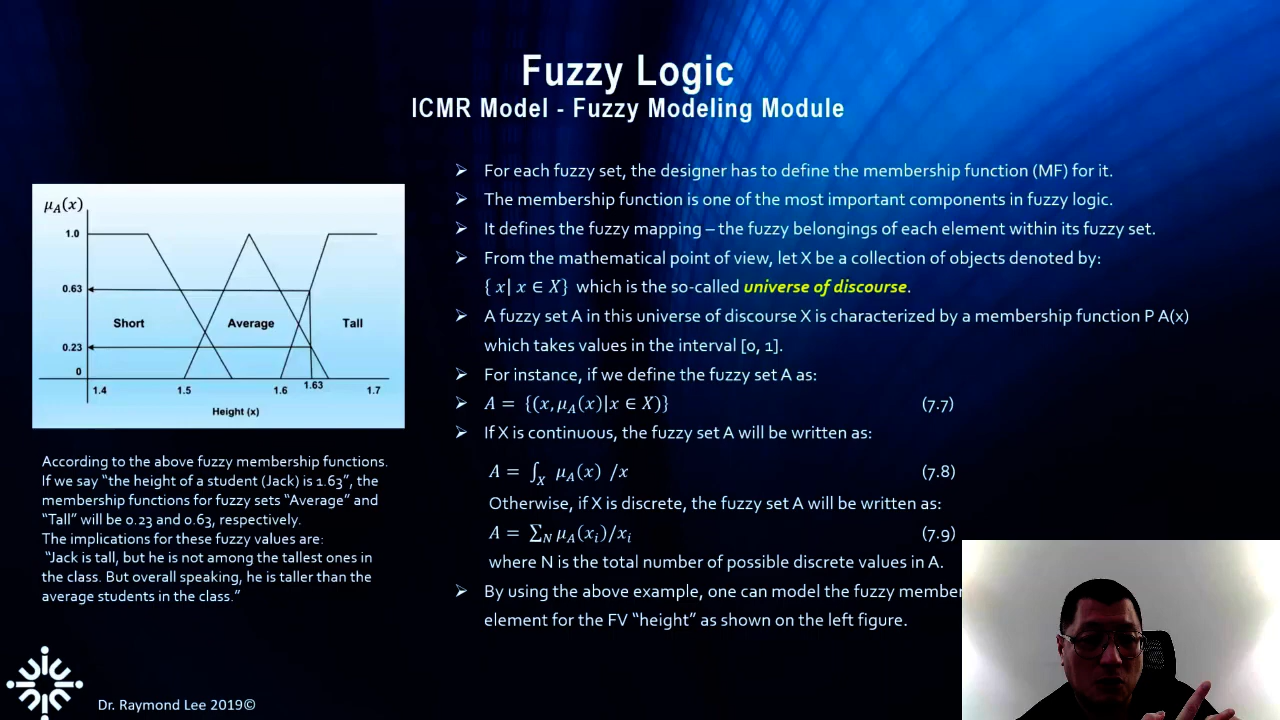 Fuzzy Logic
ICMR Model - Fuzzy Modeling Module
μA(x)
1.0
0.63
0.23
0
Short
Average
Tall
1.4
1.5
1.6
1.63
1.7
Height (x)
According to the above fuzzy membership functions.
If we say “the height of a student (Jack) is 1.63”, the
membership functions for fuzzy sets “Average” and
“Tall” will be 0.23 and 0.63, respectively.
The implications for these fuzzy values are:
“Jack is tall, but he is not among the tallest ones in
the class. But overall speaking, he is taller than the
average students in the class.”
➢ For each fuzzy set, the designer has to define the membership function (MF) for it.
➢ The membership function is one of the most important components in fuzzy logic.
➢ It defines the fuzzy mapping – the fuzzy belongings of each element within its fuzzy set.
➢ From the mathematical point of view, let X be a collection of objects denoted by:
{ x| x ∈ X} which is the so-called universe of discourse.
➢ A fuzzy set A in this universe of discourse X is characterized by a membership function P A(x)
which takes values in the interval [0, 1].
➢ For instance, if we define the fuzzy set A as:
➢ A = {(x, μA(x)|x ∈ X)} (7.7)
➢ If X is continuous, the fuzzy set A will be written as:
A = ∫X μA(x) /x (7.8)
Otherwise, if X is discrete, the fuzzy set A will be written as:
A = ∑N μA(xi)/xi (7.9)
where N is the total number of possible discrete values in A.
➢ By using the above example, one can model the fuzzy member
element for the FV “height” as shown on the left figure.
Dr. Raymond Lee 2019©